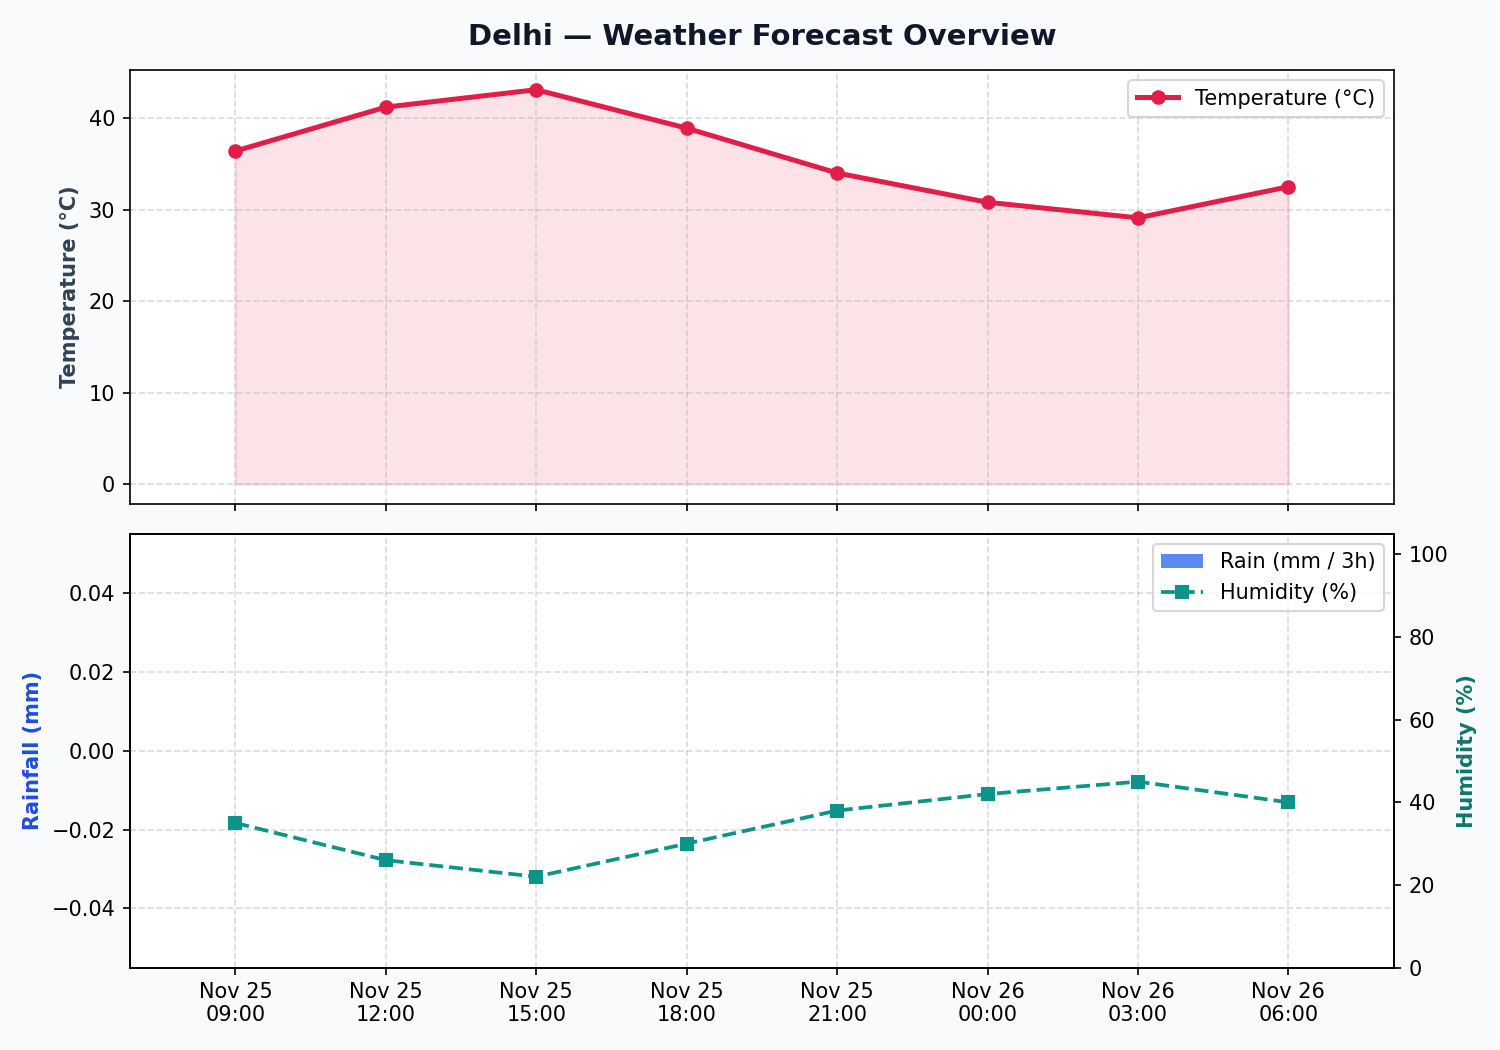 Delhi — Weather Forecast Overview
Temperature (°C)
Temperature (°C)
40
30
20
10
0
Rain (mm / 3h)
Humidity (%)
Rainfall (mm)
0.04
0.02
0.00
−0.02
−0.04
100
80
60
40
20
0
Humidity (%)
Nov 25
09:00
Nov 25
12:00
Nov 25
15:00
Nov 25
18:00
Nov 25
21:00
Nov 26
00:00
Nov 26
03:00
Nov 26
06:00